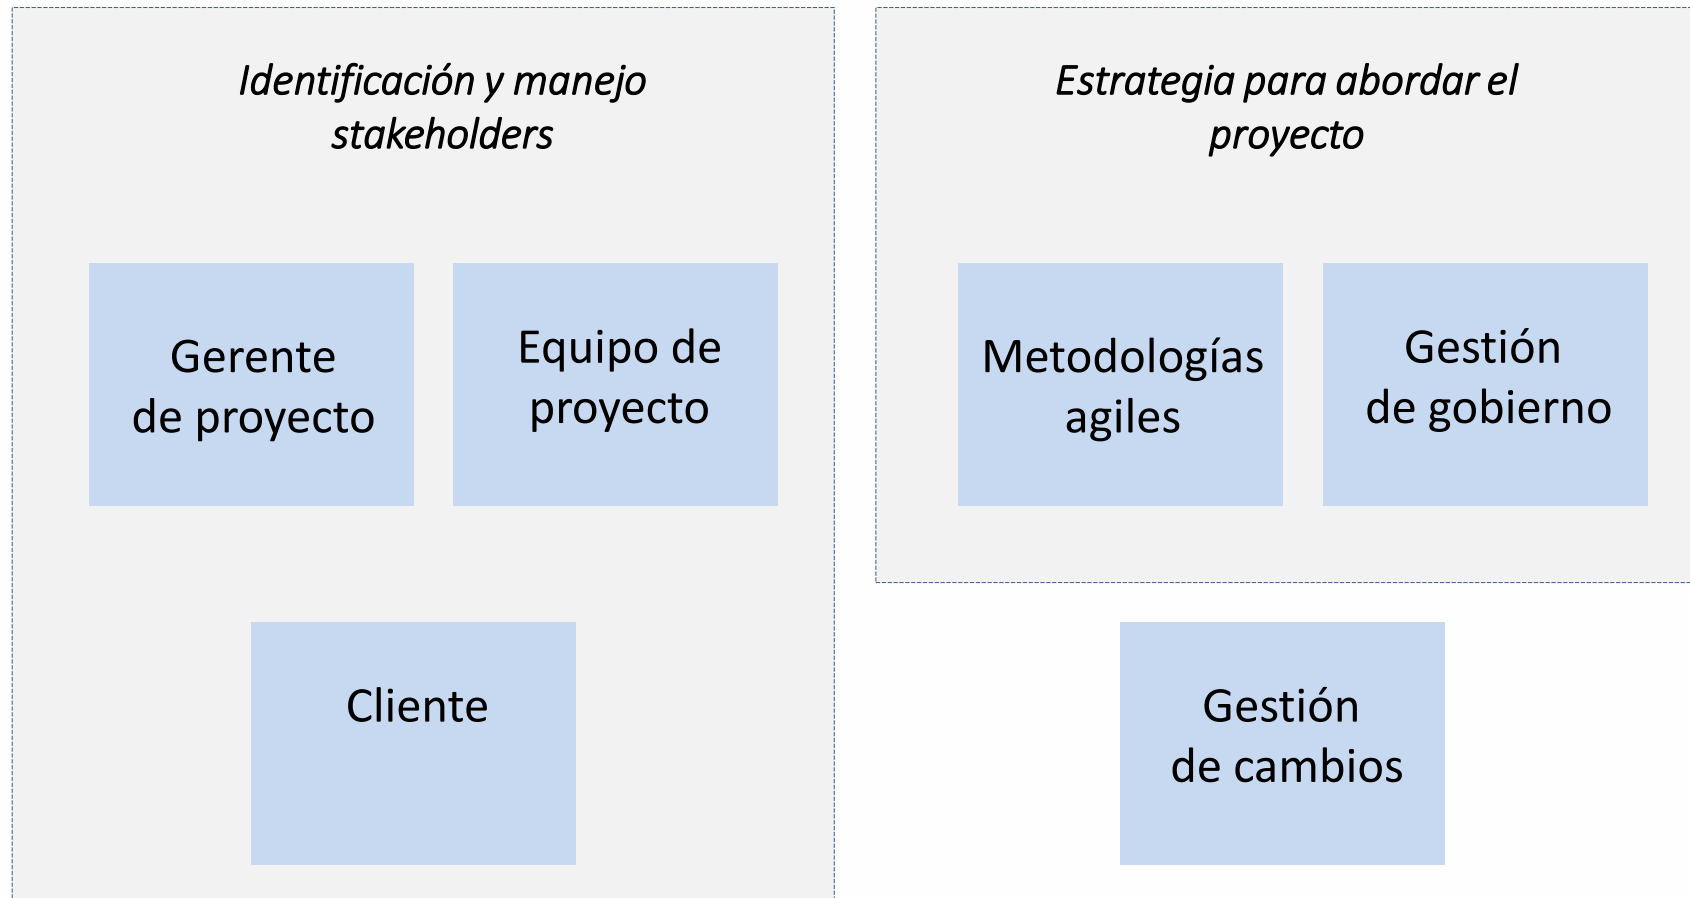 Identificación y manejo
stakeholders
Gerente
de proyecto
Equipo de
proyecto
Cliente
Estrategia para abordar el
proyecto
Metodologías
agiles
Gestión
de gobierno
Gestión
de cambios